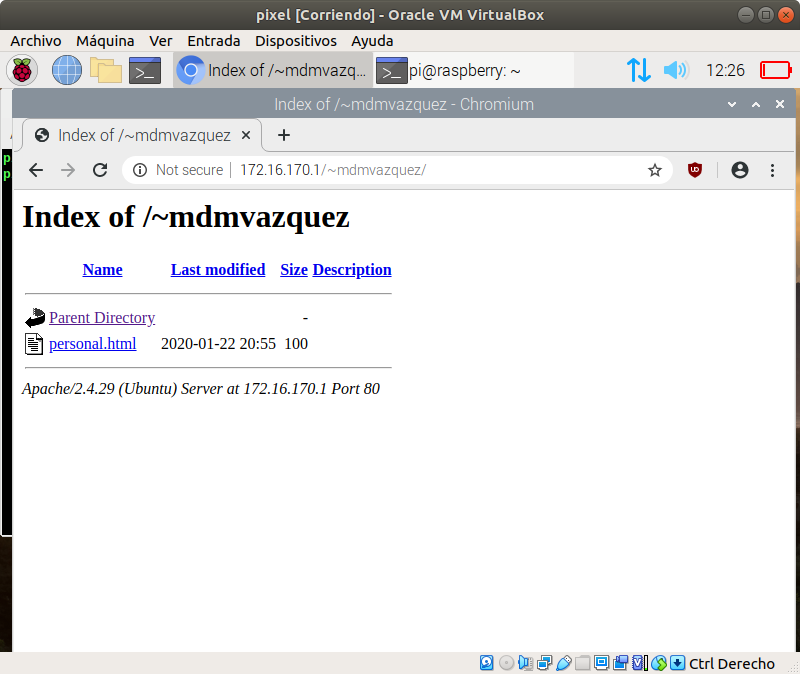 pixel [Corriendo] - Oracle VM VirtualBox
Archivo Máquina Ver Entrada Dispositivos Ayuda
Index of /~mdmvazq... pi@raspberry: ~ 12:26
Index of /~mdmvazquez - Chromium
Index of /~mdmvazquez
Not secure 172.16.170.1/~mdmvazquez/
p
p
Index of /~mdmvazquez
Name Last modified Size Description
Parent Directory -
personal.html 2020-01-22 20:55 100
Apache/2.4.29 (Ubuntu) Server at 172.16.170.1 Port 80
Ctrl Derecho